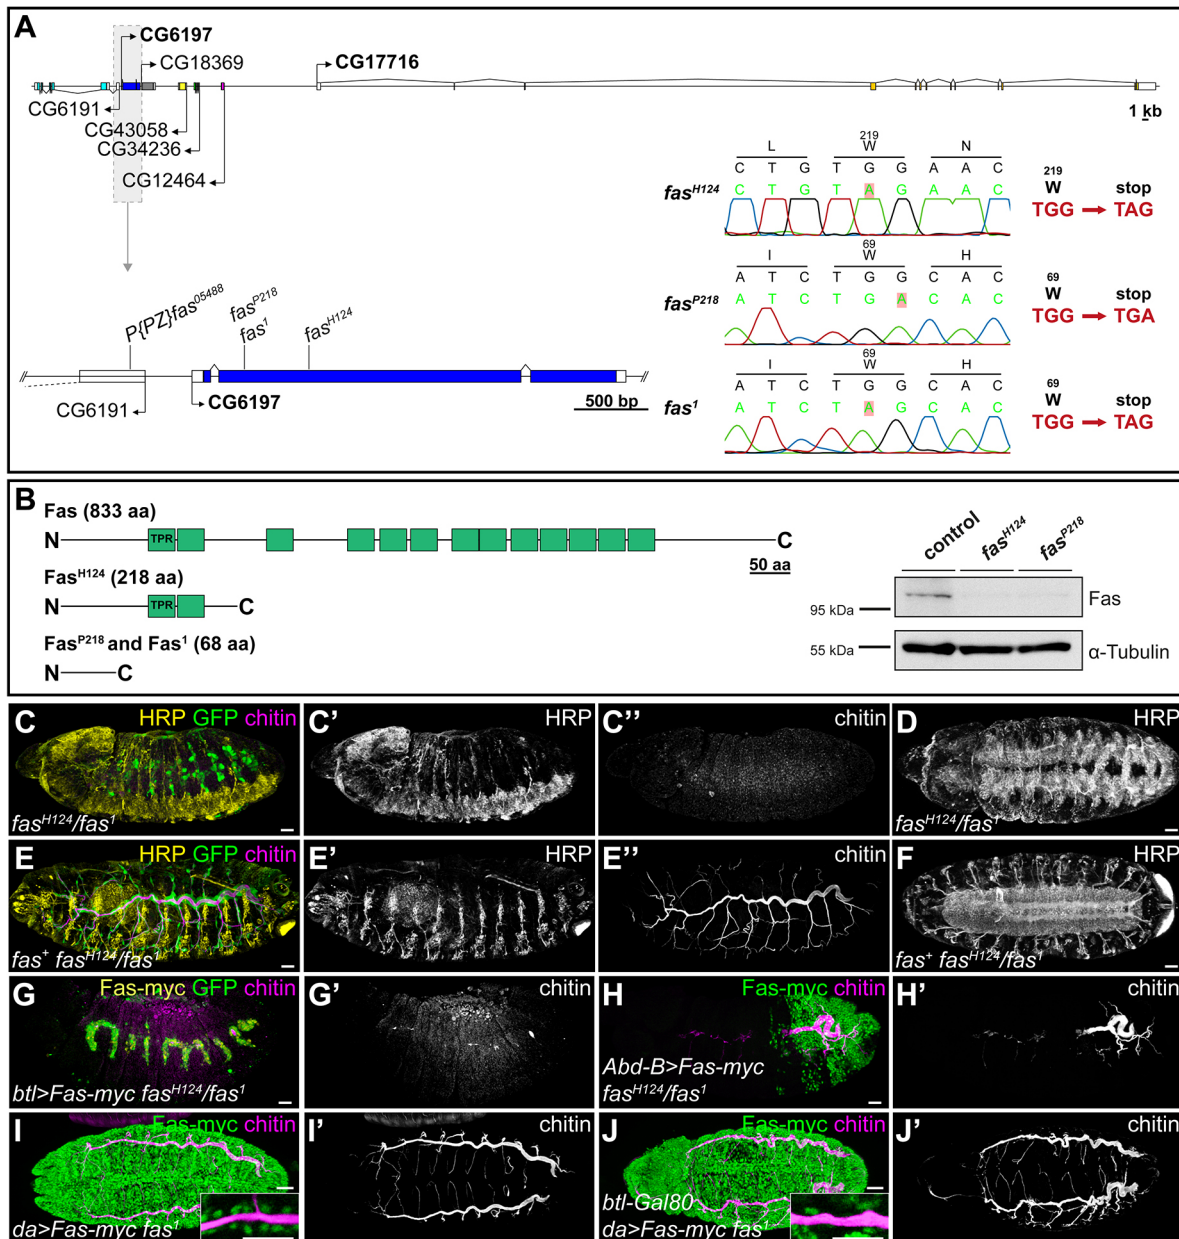 A
CG6197
CG18369
CG17716
CG6191
CG43058
CG34236
CG12464
1 kb
P{PZ}fas05488
fasP218
fas1
fasH124
CG6191
CG6197
500 bp
fasH124
L W N
219
C T G T G G A A C
C T G T A G A A C
219
W stop
TGG → TAG
fasP218
69
I W H
A T C T G G C A C
A T C T G A C A C
69
W stop
TGG → TGA
fas1
69
I W H
A T C T G G C A C
A T C T A G C A C
69
W stop
TGG → TAG
B
Fas (833 aa)
N TPR C
50 aa
FasH124 (218 aa)
N TPR C
FasP218 and Fas1 (68 aa)
N C
control fasH124 fasP218
95 kDa Fas
55 kDa α-Tubulin
C HRP GFP chitin
fasH124/fas1
C' HRP
C'' chitin
D HRP
fasH124/fas1
E HRP GFP chitin
fas+ fasH124/fas1
E' HRP
E'' chitin
F HRP
fas+ fasH124/fas1
G Fas-myc GFP chitin
btl>Fas-myc fasH124/fas1
G' chitin
H Fas-myc chitin
Abd-B>Fas-myc
fasH124/fas1
H' chitin
I Fas-myc chitin
da>Fas-myc fas1
I' chitin
J Fas-myc chitin
btl-Gal80
da>Fas-myc fas1
J' chitin